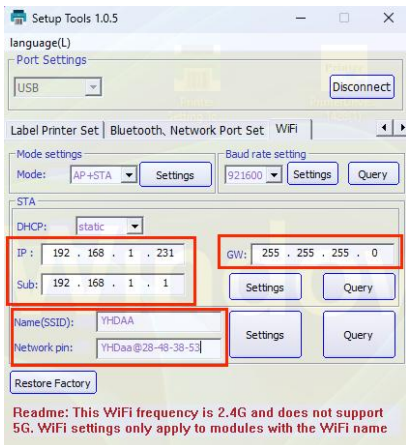 Setup Tools 1.0.5
language(L)
Port Settings
USB
Disconnect
Label Printer Set Bluetooth、Network Port Set WiFi
Mode settings
Mode: AP+STA Settings
Baud rate setting
921600 Settings Query
STA
DHCP: static
IP : 192 . 168 . 1 . 231
GW: 255 . 255 . 255 . 0
Sub: 192 . 168 . 1 . 1
Settings Query
Name(SSID): YHDAA
Network pin: YHDaa@28-48-38-53
Settings Query
Restore Factory
Readme: This WiFi frequency is 2.4G and does not support
5G. WiFi settings only apply to modules with the WiFi name